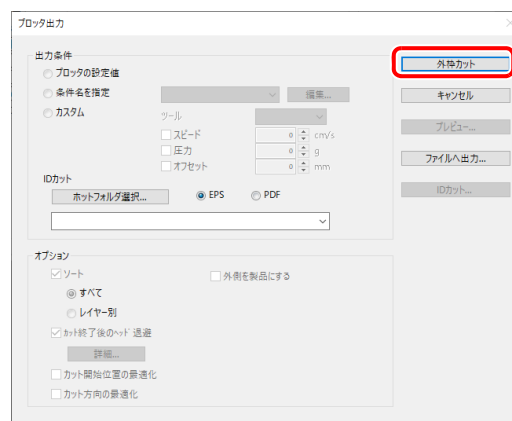 プロッタ出力
出力条件
プロッタの設定値
条件名を指定
編集...
カスタム
ツール
スピード
0 cm/s
圧力
0 g
オフセット
0 mm
IDカット
ホットフォルダ選択...
EPS
PDF
外枠カット
キャンセル
プレビュー...
ファイルへ出力...
IDカット...
オプション
ソート
外側を製品にする
すべて
レイヤー別
カット終了後のヘッド退避
詳細...
カット開始位置の最適化
カット方向の最適化